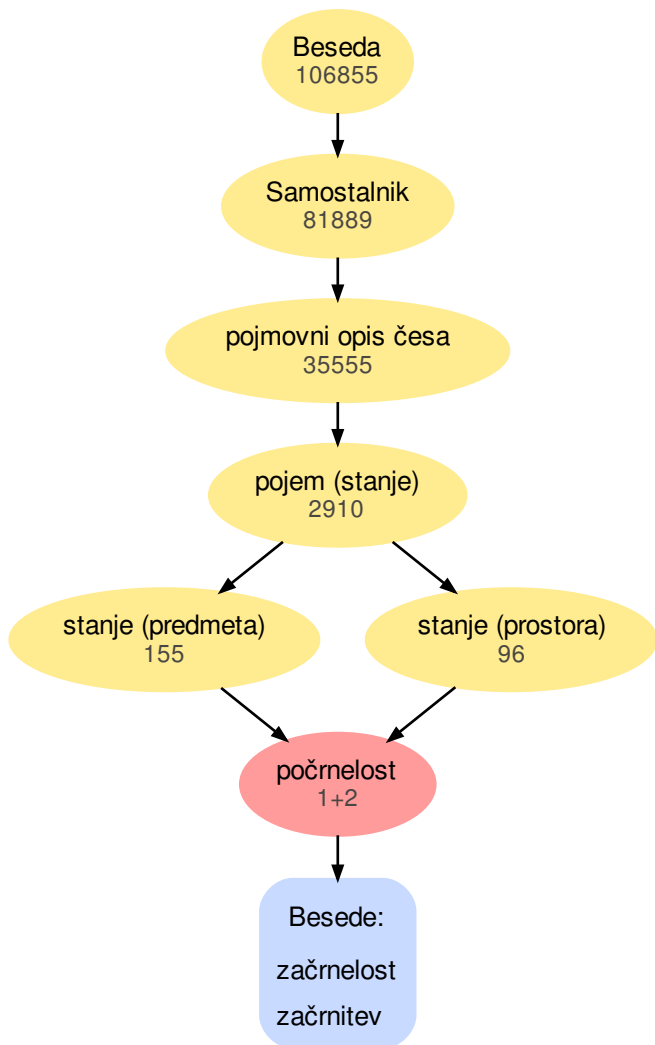 Beseda
106855
Samostalnik
81889
pojmovni opis česa
35555
pojem (stanje)
2910
stanje (predmeta)
155
stanje (prostora)
96
počrnelost
1+2
Besede:
začrnelost
začrnitev